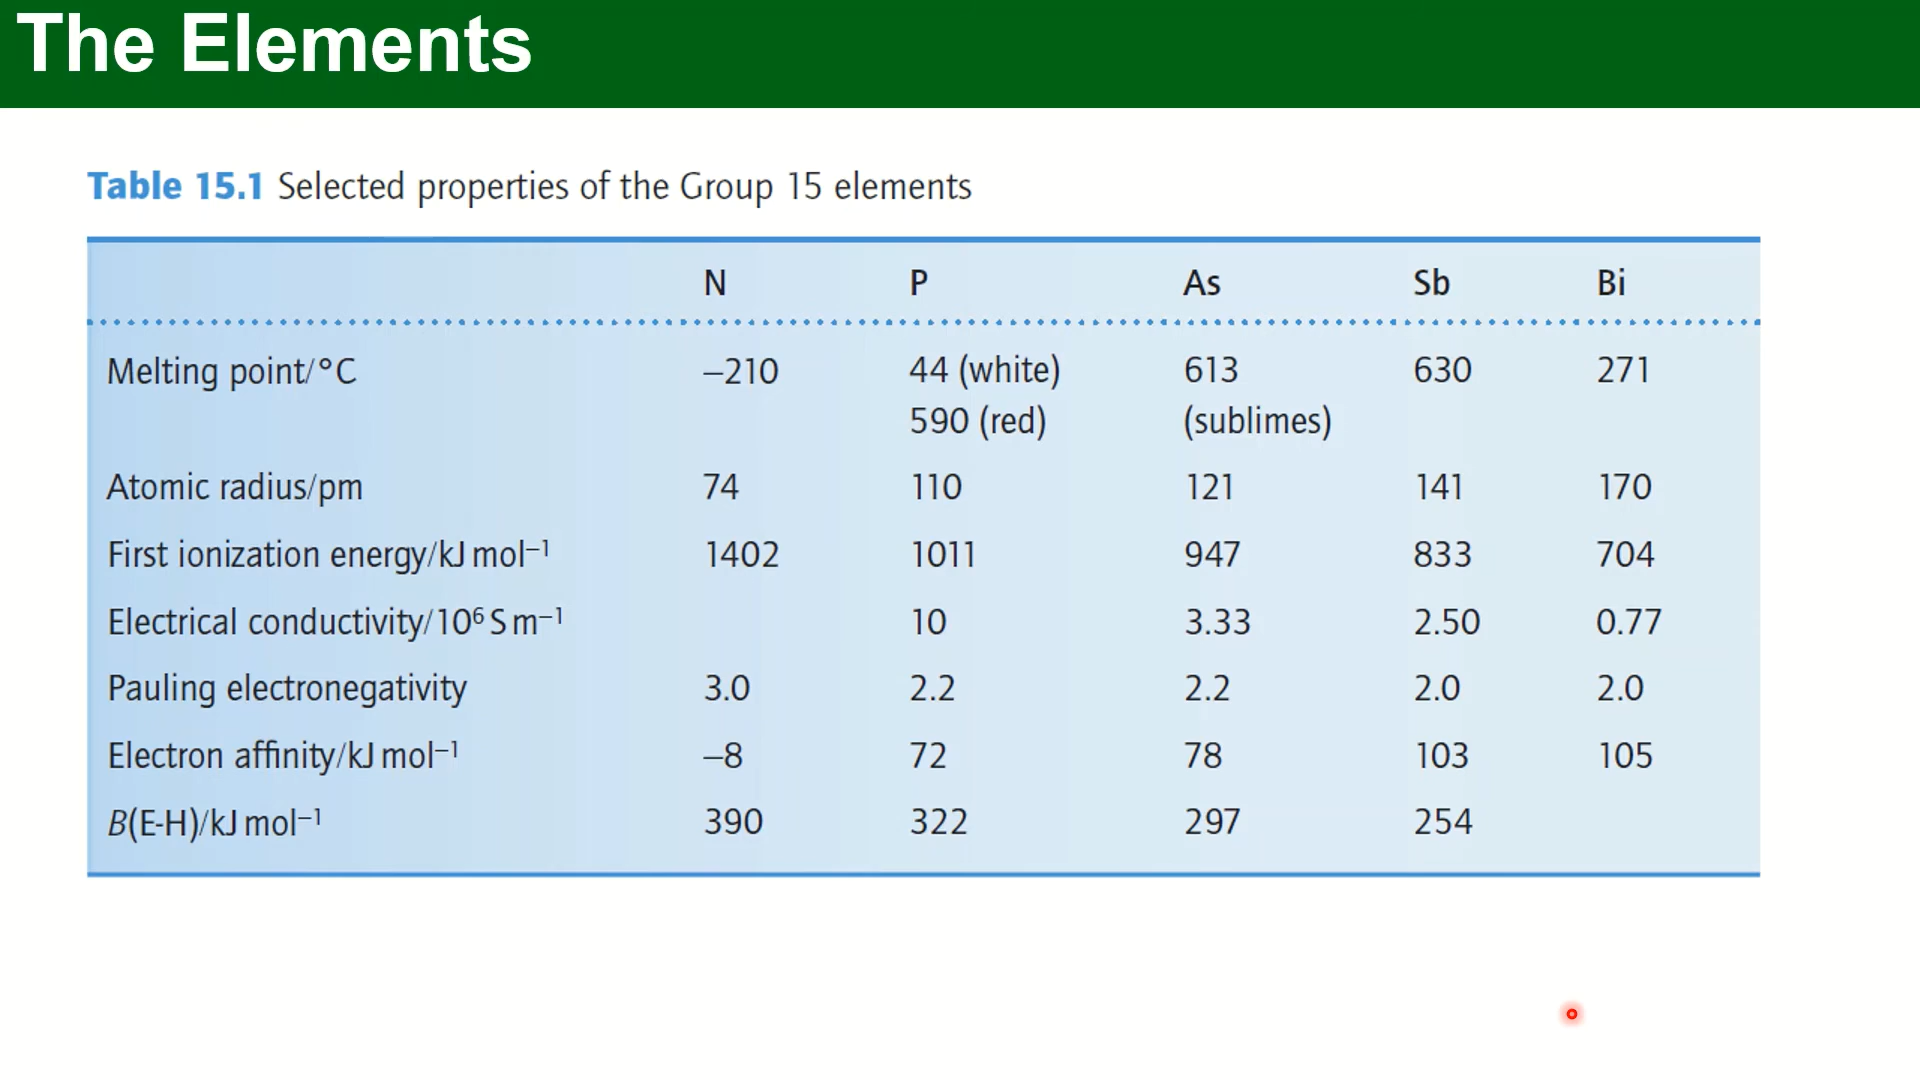 The Elements
Table 15.1 Selected properties of the Group 15 elements
N P As Sb Bi
Melting point/°C –210 44 (white) 613 630 271
590 (red) (sublimes)
Atomic radius/pm 74 110 121 141 170
First ionization energy/kJ mol⁻¹ 1402 1011 947 833 704
Electrical conductivity/10⁶ S m⁻¹ 10 3.33 2.50 0.77
Pauling electronegativity 3.0 2.2 2.2 2.0 2.0
Electron affinity/kJ mol⁻¹ –8 72 78 103 105
B(E-H)/kJ mol⁻¹ 390 322 297 254